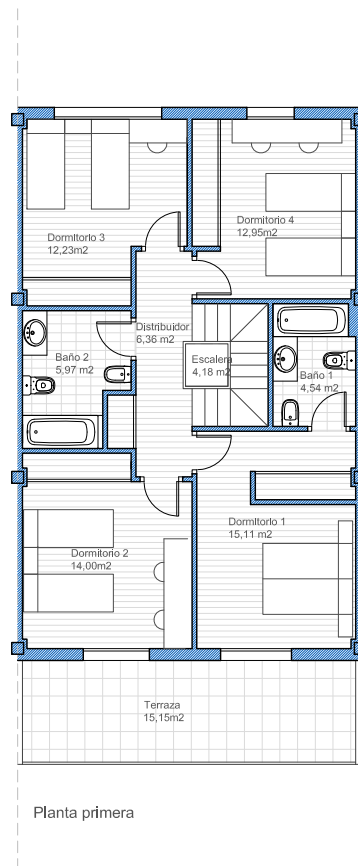 Dormitorio 3
12,23m2
Dormitorio 4
12,95m2
Distribuidor
6,36 m2
Escalera
4,18 m2
Baño 2
5,97 m2
Baño 1
4,54 m2
Dormitorio 1
15,11 m2
Dormitorio 2
14,00m2
Terraza
15,15m2
Planta primera